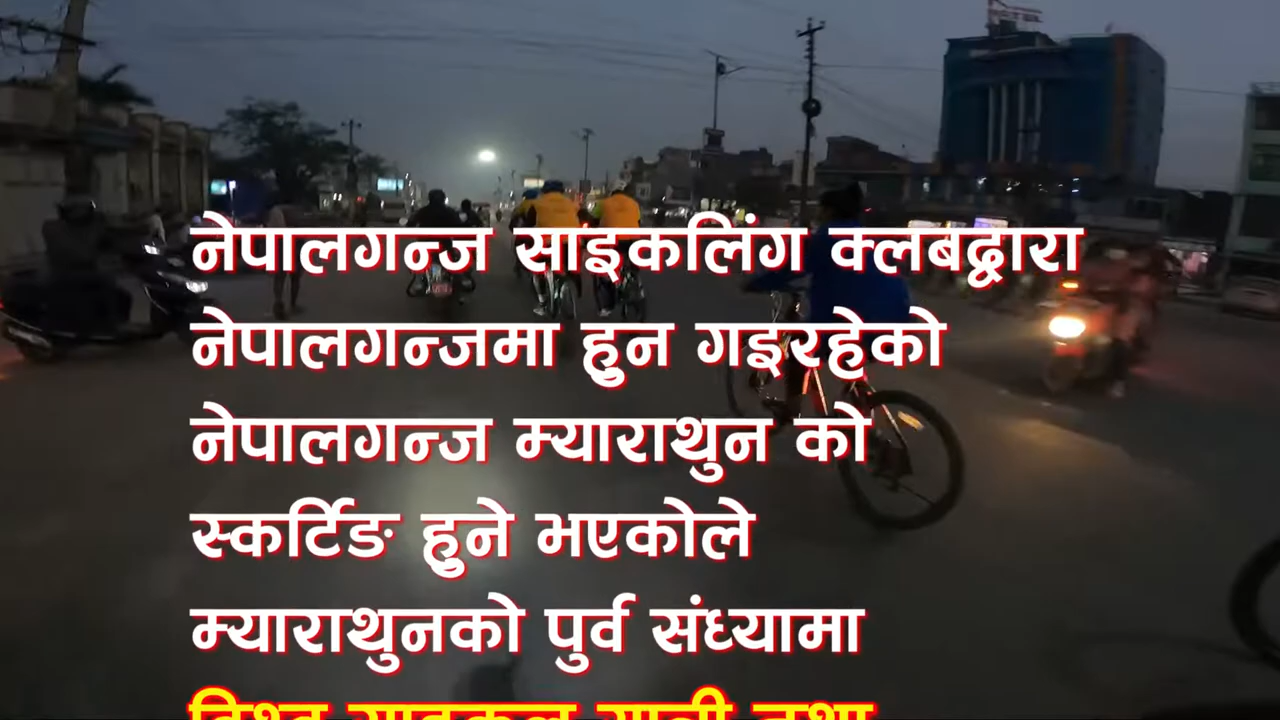 नेपालगन्ज साइकलिंग क्लबद्वारा
नेपालगन्जमा हुन गइरहेको
नेपालगन्ज म्याराथुन को
स्कर्टिङ हुने भएकोले
म्याराथुनको पुर्व संध्यामा